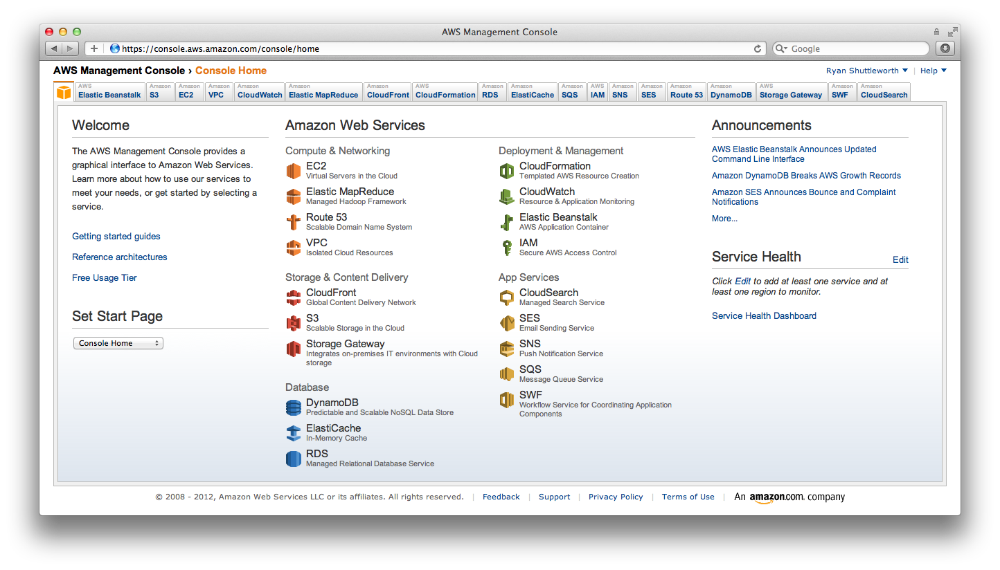 AWS Management Console
https://console.aws.amazon.com/console/home
Google
AWS Management Console › Console Home
Ryan Shuttleworth
Help
AWS
Elastic Beanstalk
Amazon
S3
Amazon
EC2
Amazon
VPC
Amazon
CloudWatch
Amazon
Elastic MapReduce
Amazon
CloudFront
AWS
CloudFormation
Amazon
RDS
Amazon
ElastiCache
Amazon
SQS
AWS
IAM
Amazon
SNS
Amazon
SES
Amazon
Route 53
Amazon
DynamoDB
AWS
Storage Gateway
Amazon
SWF
Amazon
CloudSearch
Welcome
The AWS Management Console provides a
graphical interface to Amazon Web Services.
Learn more about how to use our services to
meet your needs, or get started by selecting a
service.
Getting started guides
Reference architectures
Free Usage Tier
Set Start Page
Console Home
Amazon Web Services
Compute & Networking
EC2
Virtual Servers in the Cloud
Elastic MapReduce
Managed Hadoop Framework
Route 53
Scalable Domain Name System
VPC
Isolated Cloud Resources
Storage & Content Delivery
CloudFront
Global Content Delivery Network
S3
Scalable Storage in the Cloud
Storage Gateway
Integrates on-premises IT environments with Cloud
storage
Database
DynamoDB
Predictable and Scalable NoSQL Data Store
ElastiCache
In-Memory Cache
RDS
Managed Relational Database Service
Deployment & Management
CloudFormation
Templated AWS Resource Creation
CloudWatch
Resource & Application Monitoring
Elastic Beanstalk
AWS Application Container
IAM
Secure AWS Access Control
App Services
CloudSearch
Managed Search Service
SES
Email Sending Service
SNS
Push Notification Service
SQS
Message Queue Service
SWF
Workflow Service for Coordinating Application
Components
Announcements
AWS Elastic Beanstalk Announces Updated
Command Line Interface
Amazon DynamoDB Breaks AWS Growth Records
Amazon SES Announces Bounce and Complaint
Notifications
More...
Service Health
Edit
Click Edit to add at least one service and at
least one region to monitor.
Service Health Dashboard
© 2008 - 2012, Amazon Web Services LLC or its affiliates. All rights reserved. | Feedback | Support | Privacy Policy | Terms of Use | An amazon.com company